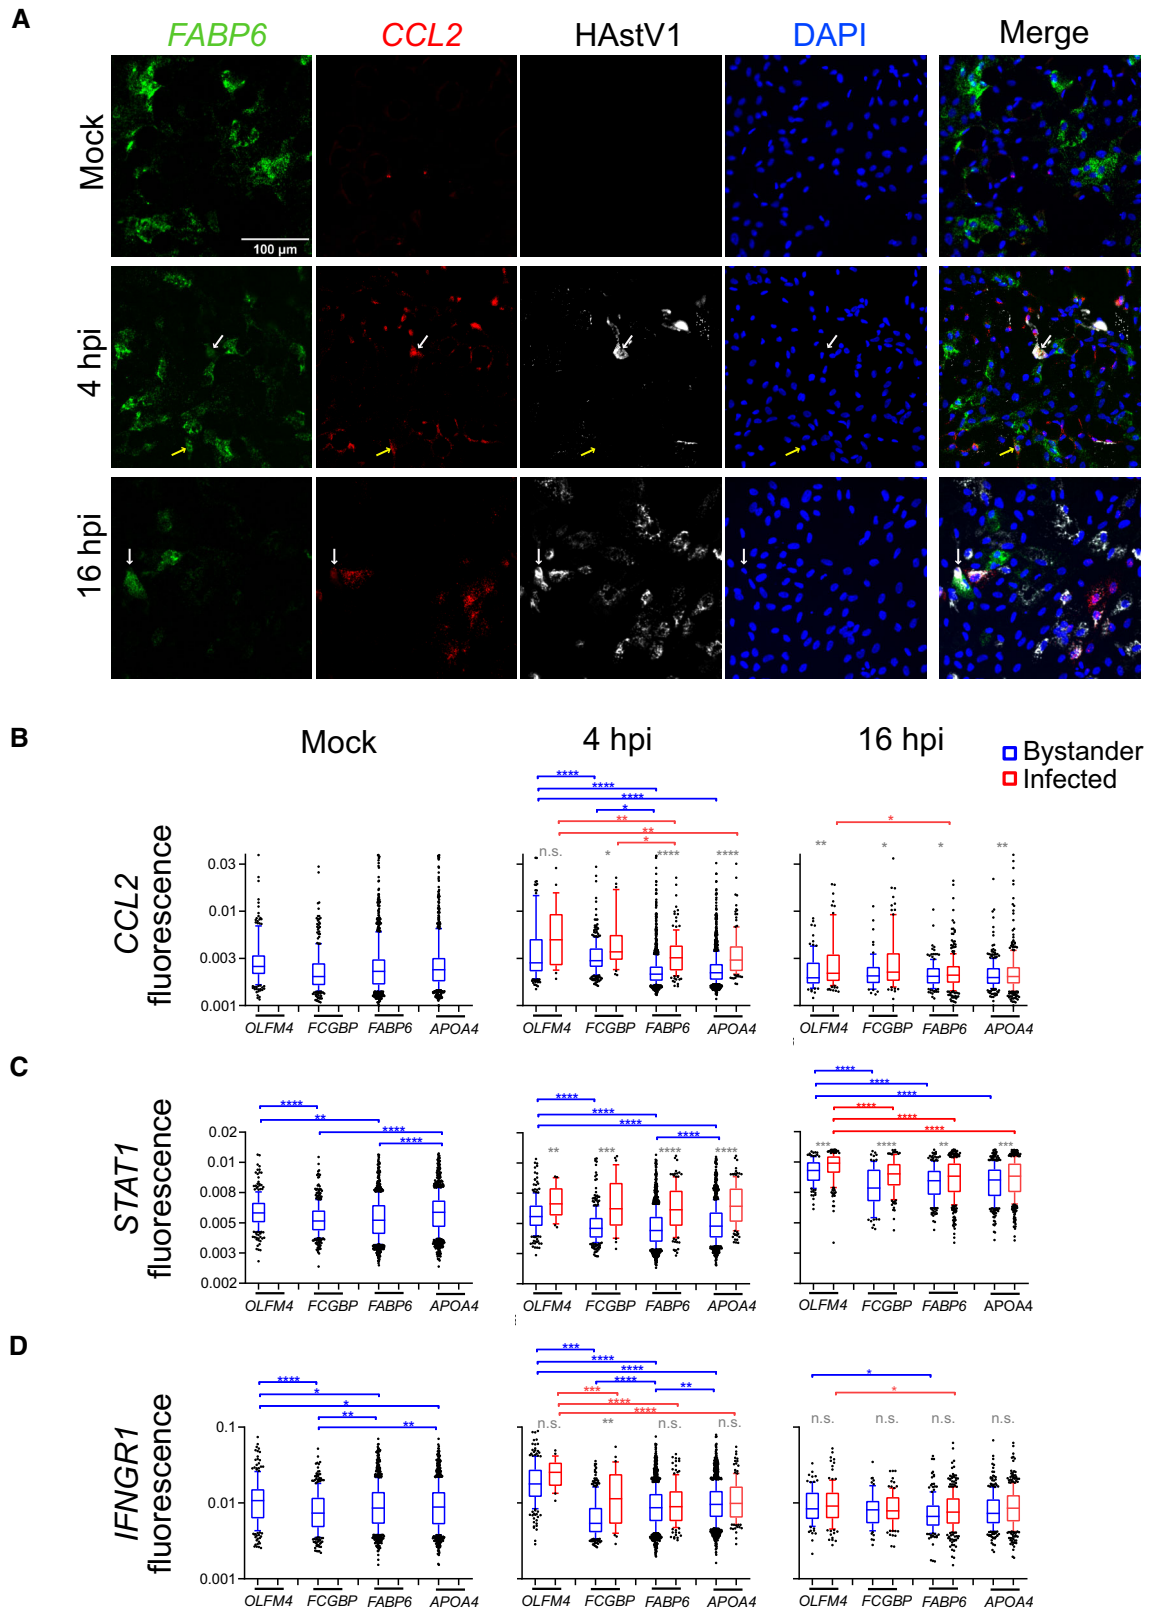 A
FABP6 CCL2 HAstV1 DAPI Merge
Mock
100 µm
4 hpi
16 hpi
B
Mock 4 hpi 16 hpi
Bystander
Infected
CCL2 fluorescence
**** **** **** * ** ** * n.s. * **** ****
* ** * * **
0.03
0.01
0.003
0.001
OLFM4 FCGBP FABP6 APOA4 OLFM4 FCGBP FABP6 APOA4 OLFM4 FCGBP FABP6 APOA4
C
STAT1 fluorescence
**** ** **** ****
**** **** **** **** ** *** **** ****
**** **** **** **** **** **** *** **** ** ***
0.02
0.01
0.008
0.005
0.003
0.002
OLFM4 FCGBP FABP6 APOA4 OLFM4 FCGBP FABP6 APOA4 OLFM4 FCGBP FABP6 APOA4
D
IFNGR1 fluorescence
**** * * ** **
*** **** **** **** ** *** **** **** n.s. ** n.s. n.s.
* * n.s. n.s. n.s. n.s.
0.1
0.01
0.001
OLFM4 FCGBP FABP6 APOA4 OLFM4 FCGBP FABP6 APOA4 OLFM4 FCGBP FABP6 APOA4